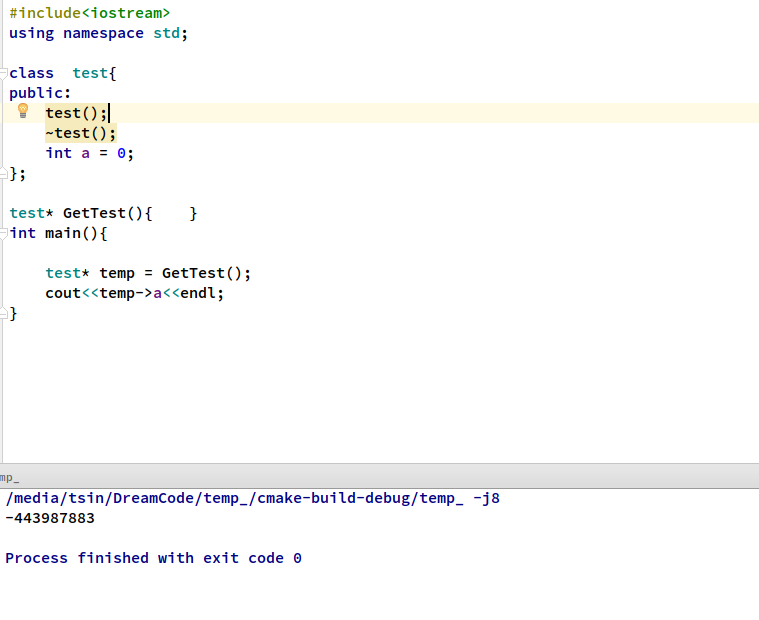 #include<iostream>
using namespace std;
class  test{
public:
    test();
    ~test();
    int a = 0;
};
test* GetTest(){    }
int main(){
    test* temp = GetTest();
    cout<<temp->a<<endl;
}
mp_
/media/tsin/DreamCode/temp_/cmake-build-debug/temp_ -j8
-443987883
Process finished with exit code 0